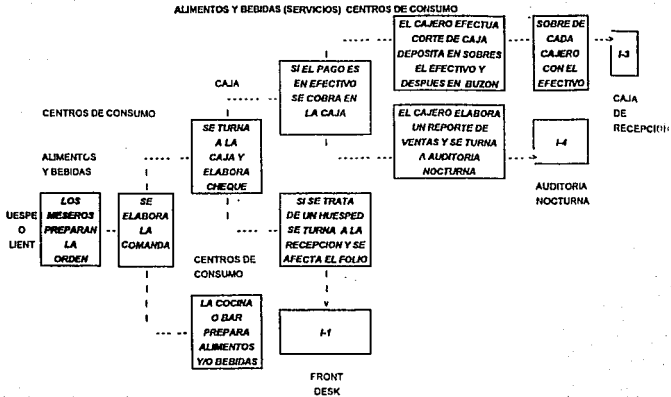 ALIMENTOS Y BEBIDAS (SERVICIOS) CENTROS DE CONSUMO
EL CAJERO EFECTUA
CORTE DE CAJA
DEPOSITA EN SOBRES
EL EFECTIVO Y
DESPUES EN BUZON
SOBRE DE
CADA
CAJERO
CON EL
EFECTIVO
I-3
CAJA
DE
RECEPCION
SI EL PAGO ES
EN EFECTIVO
SE COBRA EN
LA CAJA
CAJA
CENTROS DE CONSUMO
SE TURNA
A LA
CAJA Y
ELABORA
CHEQUE
EL CAJERO ELABORA
UN REPORTE DE
VENTAS Y SE TURNA
A AUDITORIA
NOCTURNA
I-4
AUDITORIA
NOCTURNA
ALIMENTOS
Y BEBIDAS
UESPE
O
LIENT
LOS
MESEROS
PREPARAN
LA
ORDEN
SE
ELABORA
LA
COMANDA
SI SE TRATA
DE UN HUESPED
SE TURNA A LA
RECEPCION Y SE
AFECTA EL FOLIO
CENTROS DE
CONSUMO
LA COCINA
O BAR
PREPARA
ALIMENTOS
Y/O BEBIDAS
I-1
FRONT
DESK